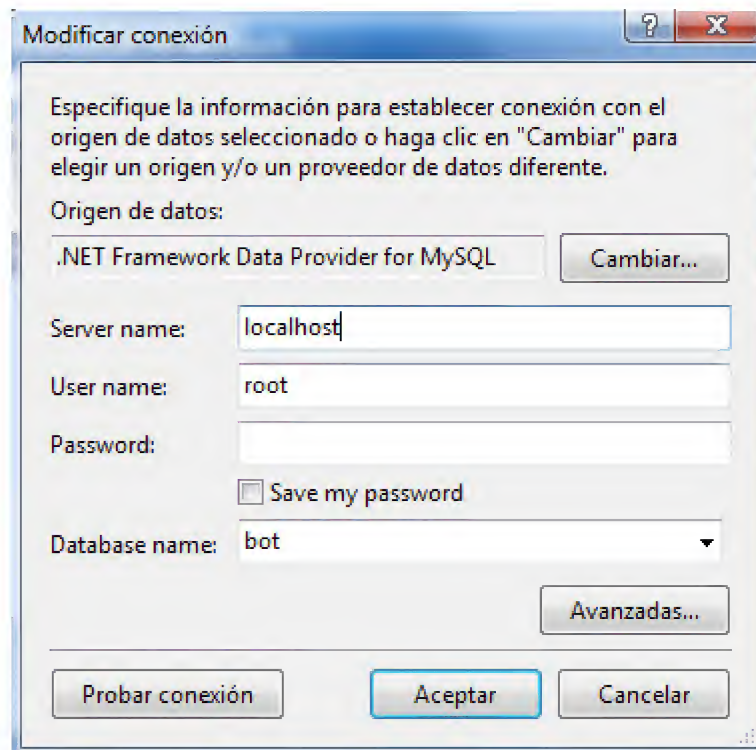 Modificar conexión
Especifique la información para establecer conexión con el
origen de datos seleccionado o haga clic en "Cambiar" para
elegir un origen y/o un proveedor de datos diferente.
Origen de datos:
.NET Framework Data Provider for MySQL
Cambiar...
Server name: localhost
User name: root
Password:
Save my password
Database name: bot
Avanzadas...
Probar conexión Aceptar Cancelar